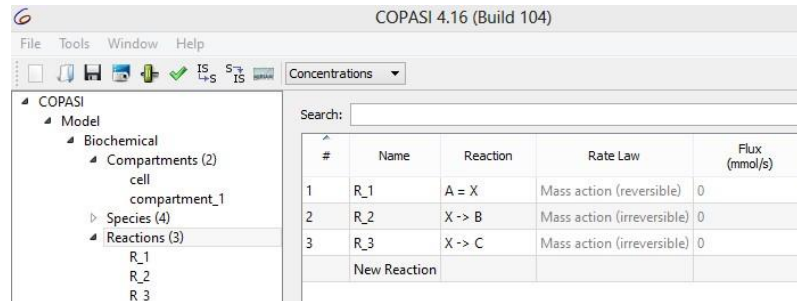 COPASI 4.16 (Build 104)
File Tools Window Help
Concentrations
COPASI
Model
Biochemical
Compartments (2)
cell
compartment_1
Species (4)
Reactions (3)
R_1
R_2
R_3
Search:
# Name Reaction Rate Law Flux
(mmol/s)
1 R_1 A = X Mass action (reversible) 0
2 R_2 X -> B Mass action (irreversible) 0
3 R_3 X -> C Mass action (irreversible) 0
New Reaction